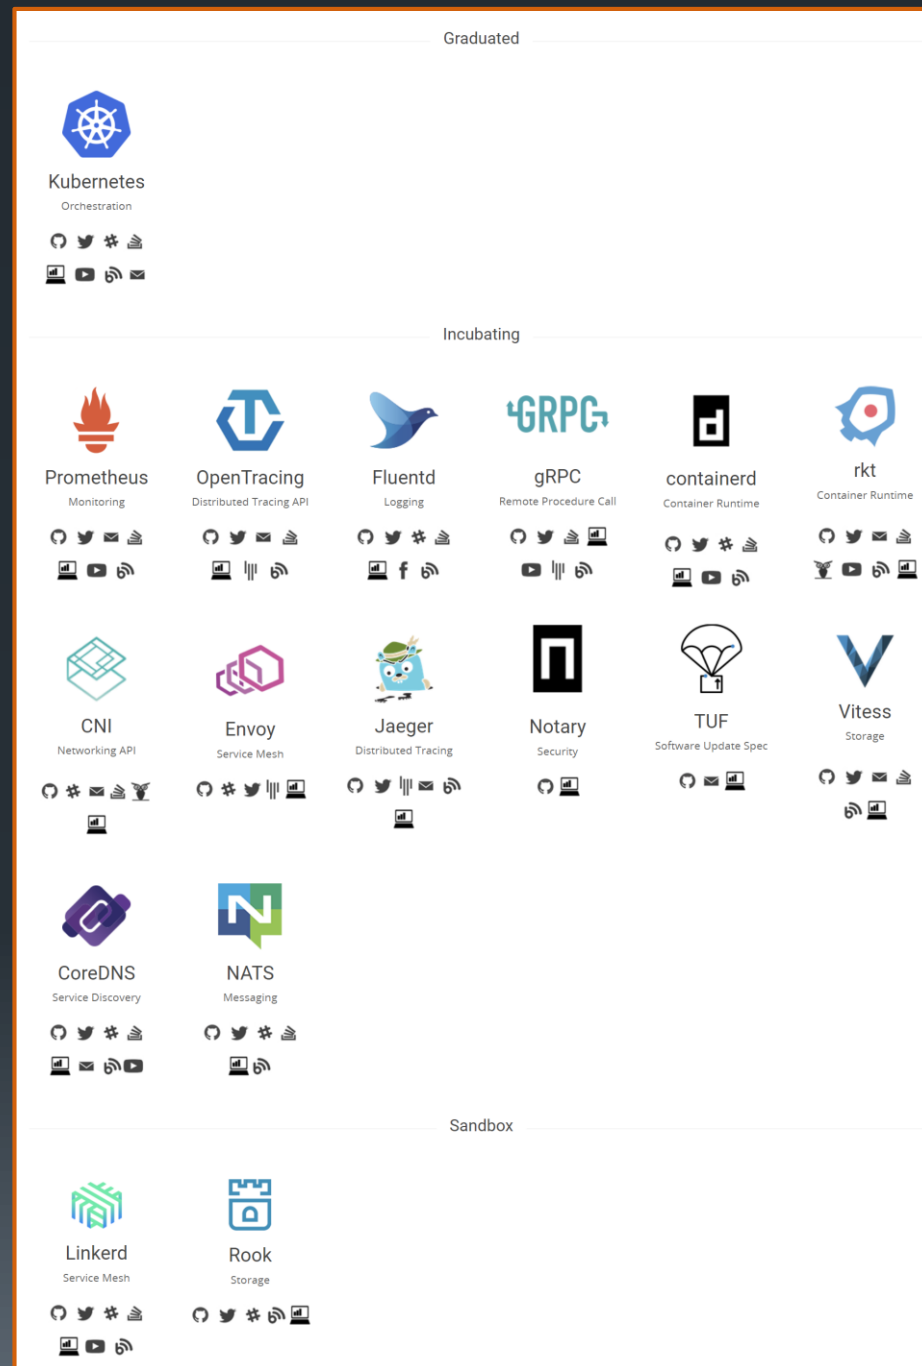 Graduated
Kubernetes
Orchestration
Incubating
GRPC
d
Prometheus OpenTracing Fluentd gRPC containerd rkt
Monitoring Distributed Tracing API Logging Remote Procedure Call Container Runtime Container Runtime
n
CNI Envoy Jaeger Notary TUF Vitess
Networking API Service Mesh Distributed Tracing Security Software Update Spec Storage
N
CoreDNS NATS
Service Discovery Messaging
Sandbox
Linkerd Rook
Service Mesh Storage